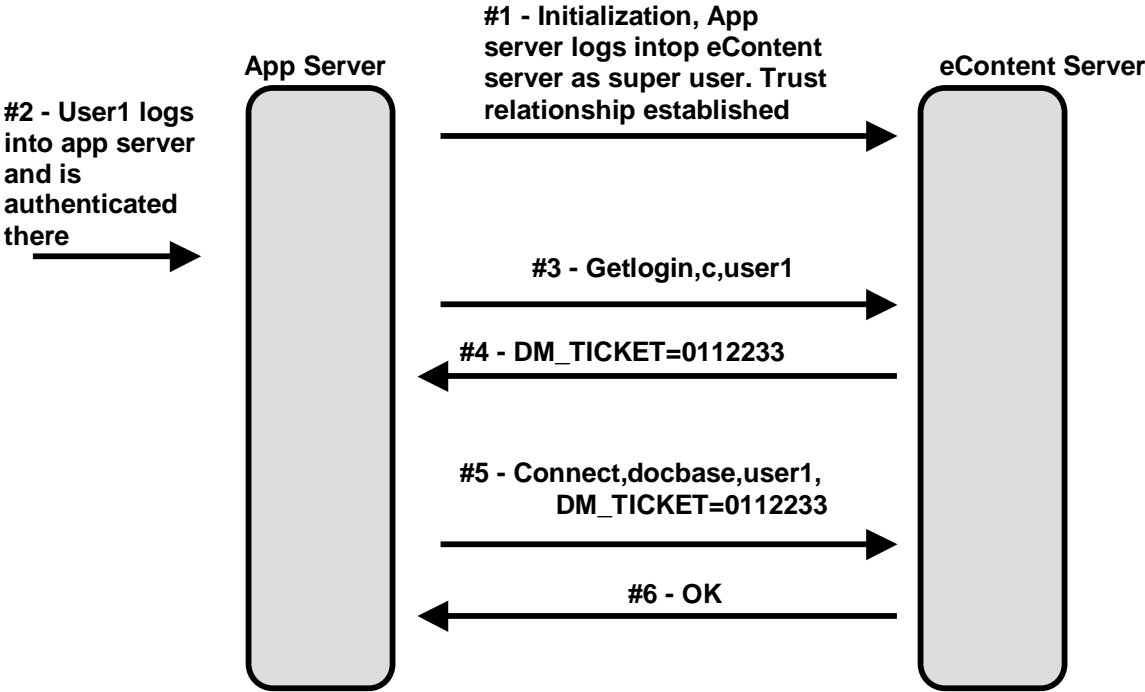 #1 - Initialization, App
server logs intop eContent
server as super user. Trust
relationship established
App Server
eContent Server
#2 - User1 logs
into app server
and is
authenticated
there
#3 - Getlogin,c,user1
#4 - DM_TICKET=0112233
#5 - Connect,docbase,user1,
DM_TICKET=0112233
#6 - OK